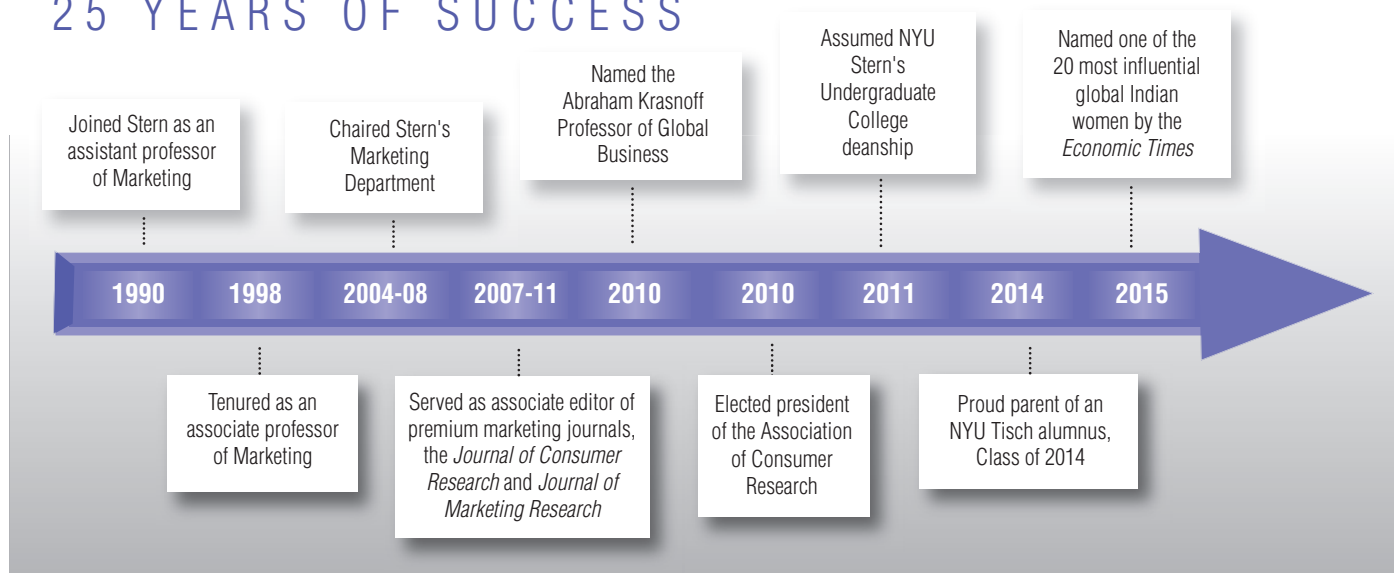 25 YEARS OF SUCCESS
Joined Stern as an
assistant professor
of Marketing
Chaired Stern's
Marketing
Department
Named the
Abraham Krasnoff
Professor of Global
Business
Assumed NYU
Stern's
Undergraduate
College
deanship
Named one of the
20 most influential
global Indian
women by the
Economic Times
1990 1998 2004-08 2007-11 2010 2010 2011 2014 2015
Tenured as an
associate professor
of Marketing
Served as associate editor of
premium marketing journals,
the Journal of Consumer
Research and Journal of
Marketing Research
Elected president
of the Association
of Consumer
Research
Proud parent of an
NYU Tisch alumnus,
Class of 2014